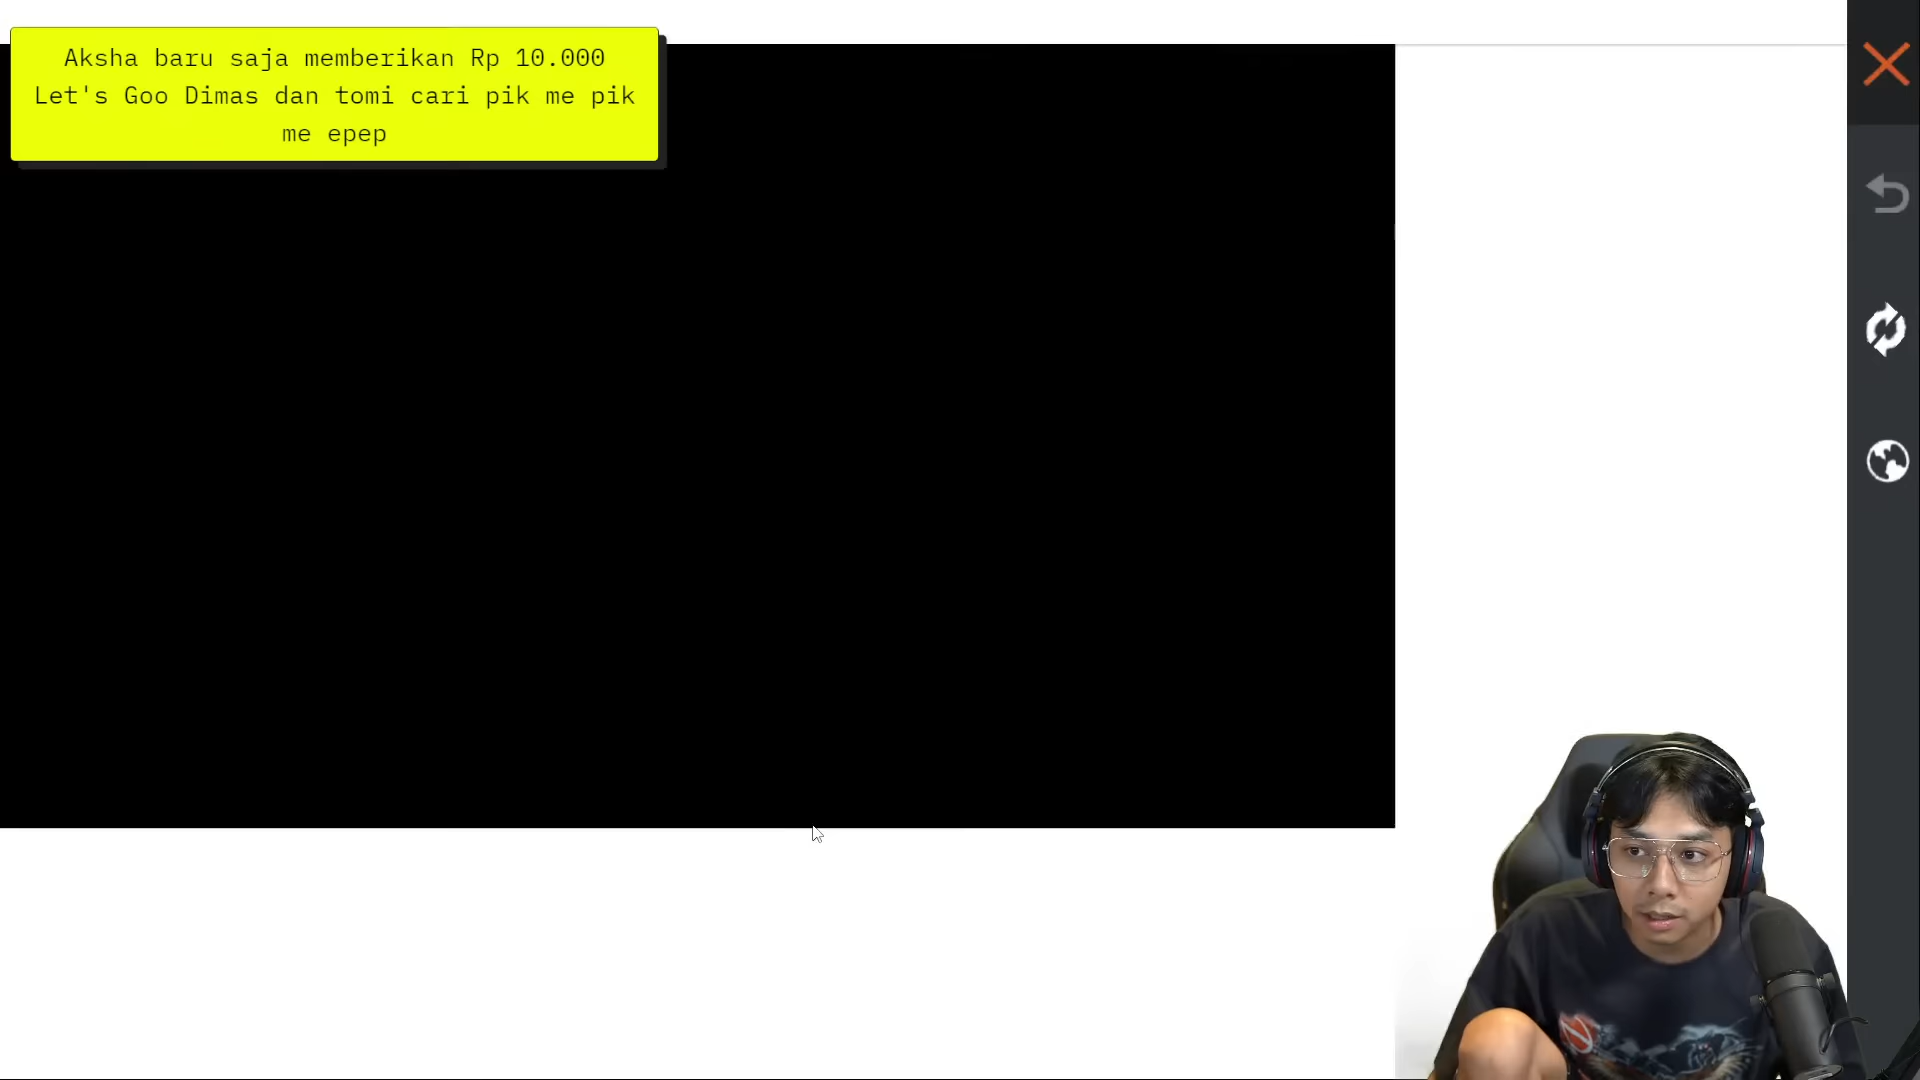 Aksha baru saja memberikan Rp 10.000
Let's Goo Dimas dan tomi cari pik me pik
me epep